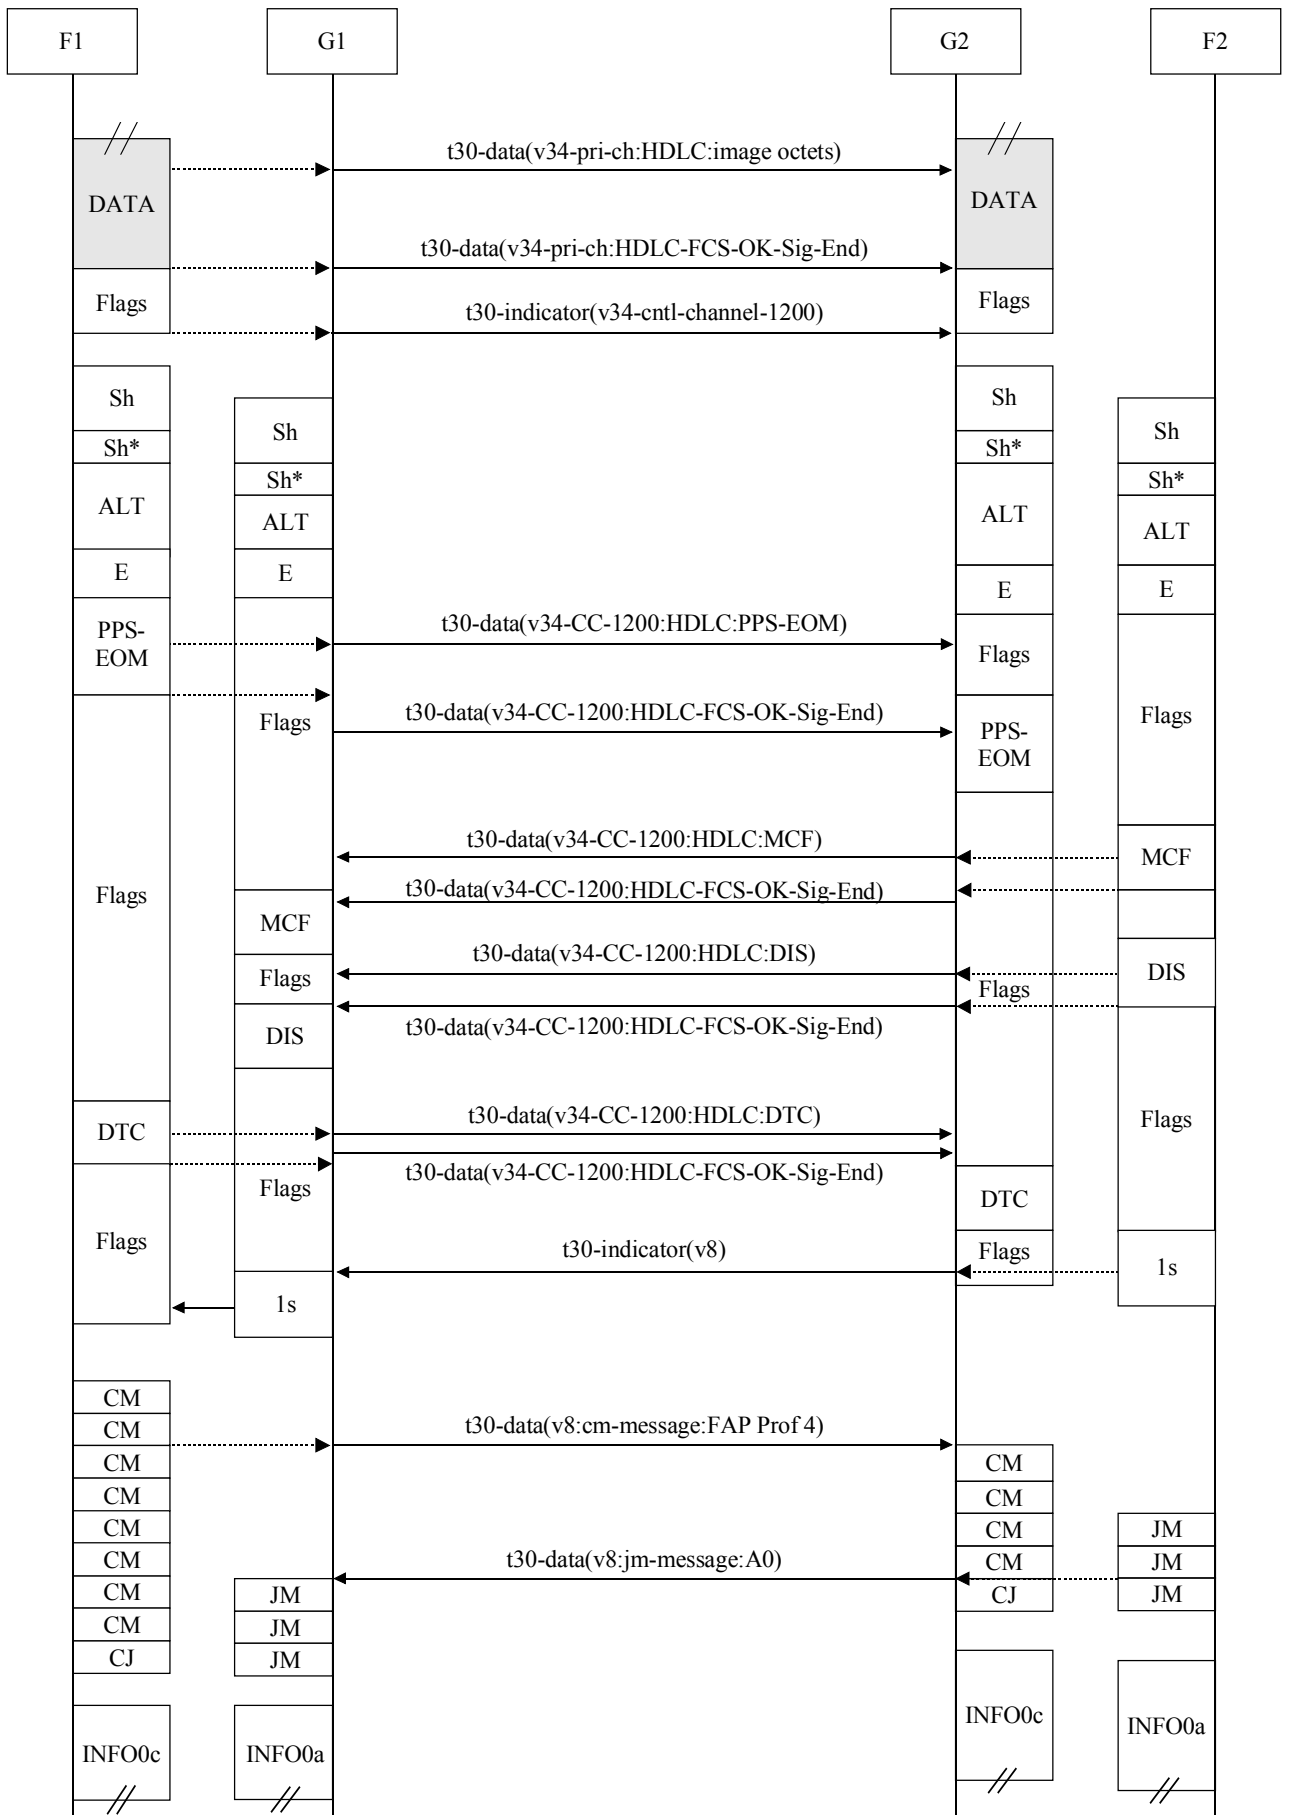 F1
G1
G2
F2
t30-data(v34-pri-ch:HDLC:image octets)
DATA
DATA
t30-data(v34-pri-ch:HDLC-FCS-OK-Sig-End)
Flags
Flags
t30-indicator(v34-cntl-channel-1200)
Sh
Sh
Sh
Sh
Sh*
Sh*
Sh*
Sh*
ALT
ALT
ALT
ALT
E
E
E
E
PPS-
EOM
t30-data(v34-CC-1200:HDLC:PPS-EOM)
Flags
Flags
t30-data(v34-CC-1200:HDLC-FCS-OK-Sig-End)
PPS-
EOM
Flags
t30-data(v34-CC-1200:HDLC:MCF)
MCF
Flags
t30-data(v34-CC-1200:HDLC-FCS-OK-Sig-End)
MCF
t30-data(v34-CC-1200:HDLC:DIS)
Flags
DIS
Flags
t30-data(v34-CC-1200:HDLC-FCS-OK-Sig-End)
DIS
DTC
t30-data(v34-CC-1200:HDLC:DTC)
Flags
t30-data(v34-CC-1200:HDLC-FCS-OK-Sig-End)
Flags
DTC
Flags
t30-indicator(v8)
Flags
1s
1s
CM
CM
t30-data(v8:cm-message:FAP Prof 4)
CM
CM
CM
CM
CM
CM
JM
CM
t30-data(v8:jm-message:A0)
CM
JM
CM
JM
CJ
JM
CM
JM
CJ
JM
INFO0c
INFO0a
INFO0c
INFO0a